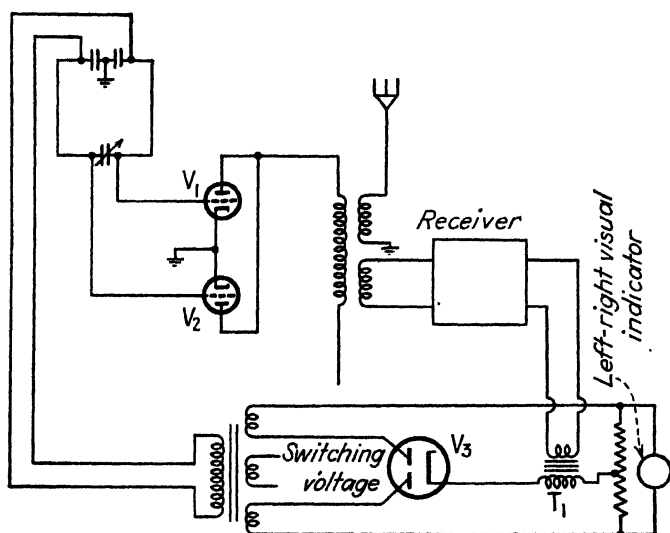 V1
V2
Receiver
Left-right visual
indicator
Switching
voltage
V3
T1